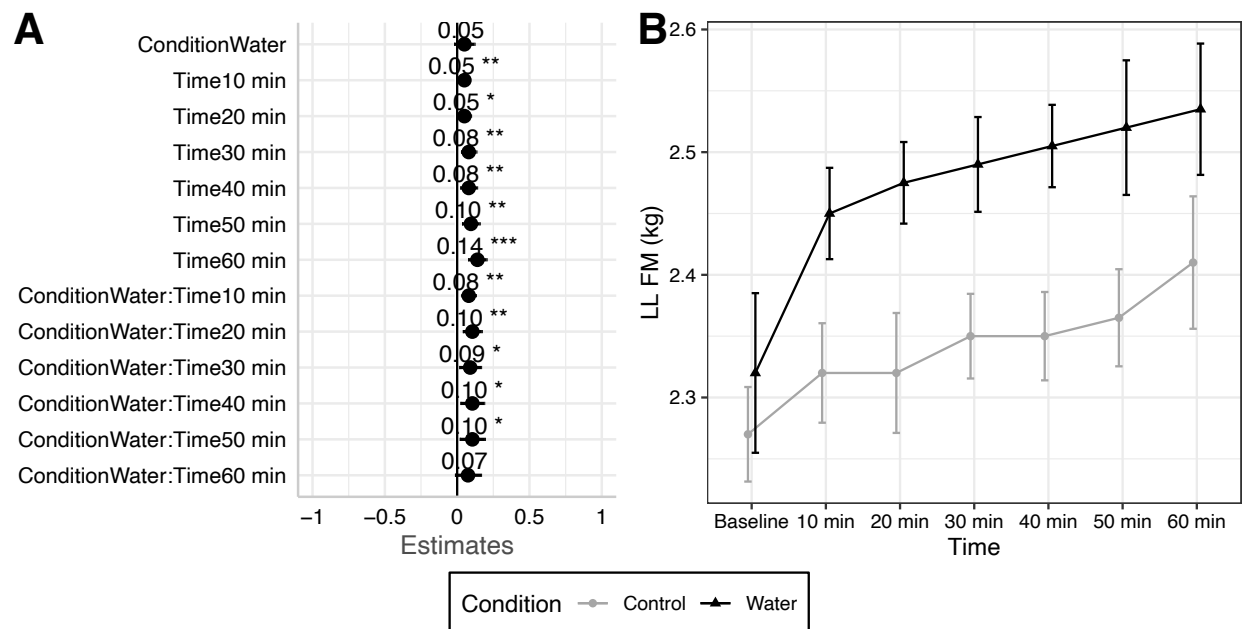 A
0.05
ConditionWater
0.05 **
Time10 min
0.05 *
Time20 min
0.08 **
Time30 min
0.08 **
Time40 min
0.10 **
Time50 min
0.14 ***
Time60 min
0.08 **
ConditionWater:Time10 min
0.10 **
ConditionWater:Time20 min
0.09 *
ConditionWater:Time30 min
0.10 *
ConditionWater:Time40 min
0.10 *
ConditionWater:Time50 min
0.07
ConditionWater:Time60 min
−1 −0.5 0 0.5 1
Estimates
B
2.6
2.5
2.4
2.3
LL FM (kg)
Baseline 10 min 20 min 30 min 40 min 50 min 60 min
Time
Condition Control Water